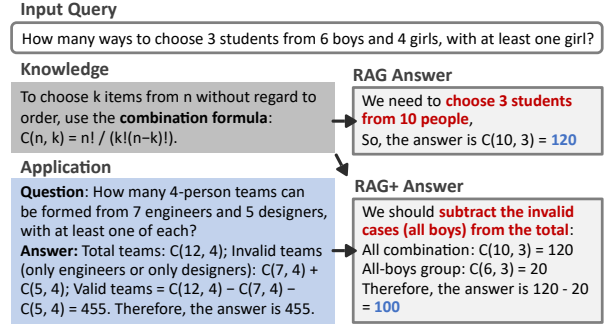 Input Query
How many ways to choose 3 students from 6 boys and 4 girls, with at least one girl?
Knowledge
To choose k items from n without regard to
order, use the combination formula:
C(n, k) = n! / (k!(n−k)!).
Application
Question: How many 4-person teams can
be formed from 7 engineers and 5 designers,
with at least one of each?
Answer: Total teams: C(12, 4); Invalid teams
(only engineers or only designers): C(7, 4) +
C(5, 4); Valid teams = C(12, 4) − C(7, 4) −
C(5, 4) = 455. Therefore, the answer is 455.
RAG Answer
We need to choose 3 students
from 10 people,
So, the answer is C(10, 3) = 120
RAG+ Answer
We should subtract the invalid
cases (all boys) from the total:
All combination: C(10, 3) = 120
All-boys group: C(6, 3) = 20
Therefore, the answer is 120 - 20
= 100